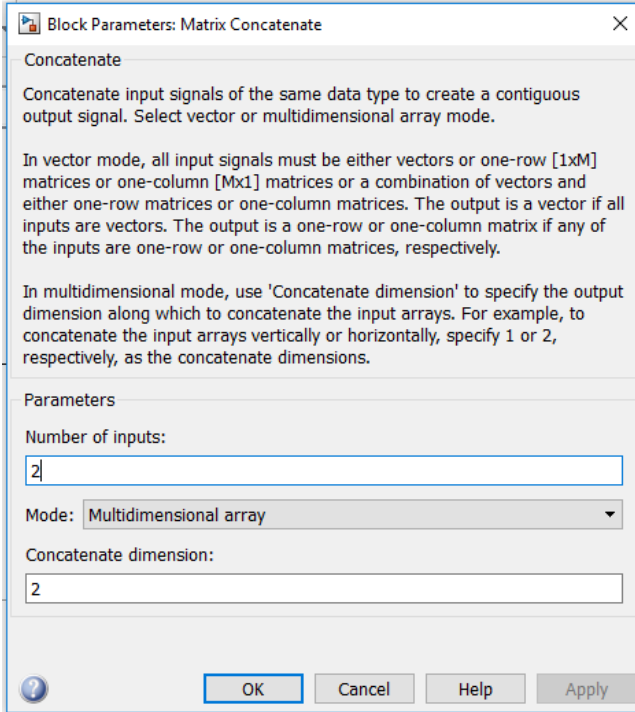 Block Parameters: Matrix Concatenate
Concatenate
Concatenate input signals of the same data type to create a contiguous
output signal. Select vector or multidimensional array mode.
In vector mode, all input signals must be either vectors or one-row [1xM]
matrices or one-column [Mx1] matrices or a combination of vectors and
either one-row matrices or one-column matrices. The output is a vector if all
inputs are vectors. The output is a one-row or one-column matrix if any of
the inputs are one-row or one-column matrices, respectively.
In multidimensional mode, use 'Concatenate dimension' to specify the output
dimension along which to concatenate the input arrays. For example, to
concatenate the input arrays vertically or horizontally, specify 1 or 2,
respectively, as the concatenate dimensions.
Parameters
Number of inputs:
2
Mode: Multidimensional array
Concatenate dimension:
2
? OK Cancel Help Apply